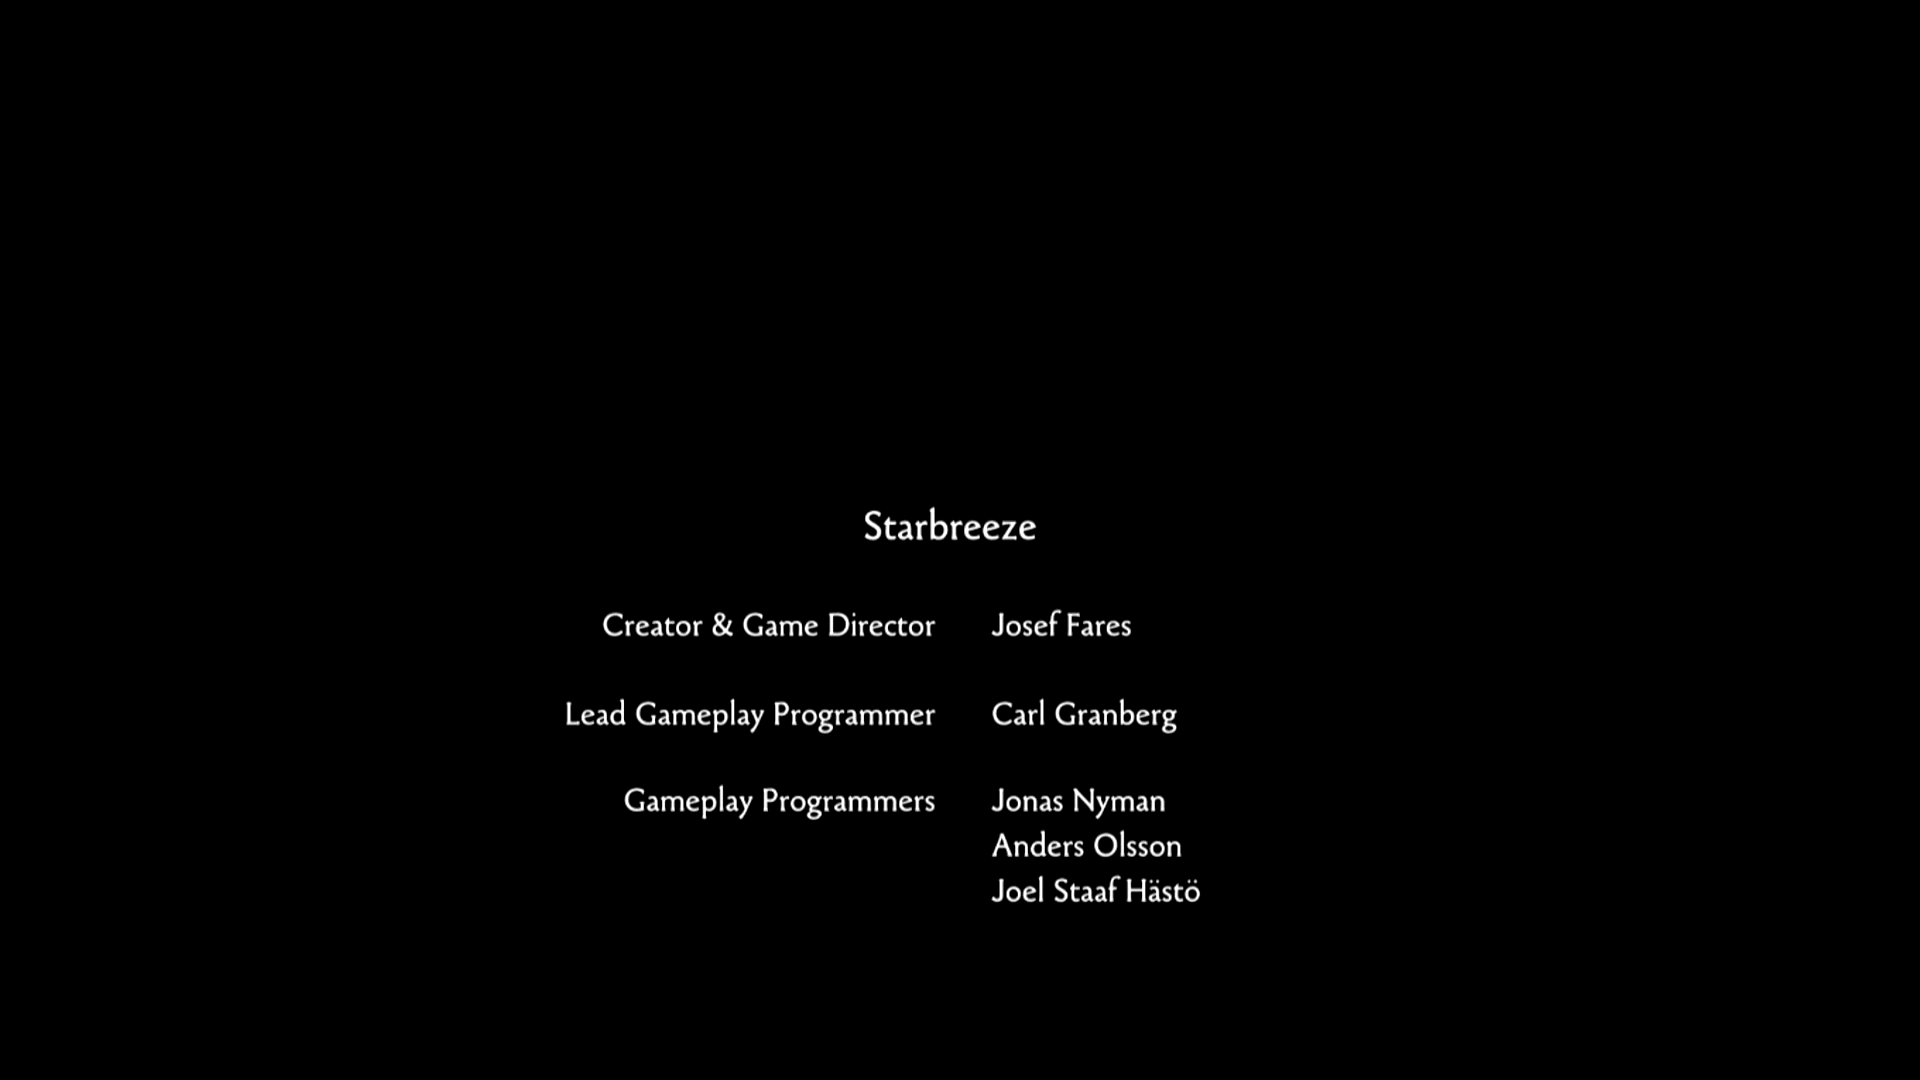 Starbreeze
Creator & Game Director Josef Fares
Lead Gameplay Programmer Carl Granberg
Gameplay Programmers Jonas Nyman
Anders Olsson
Joel Staaf Hästö